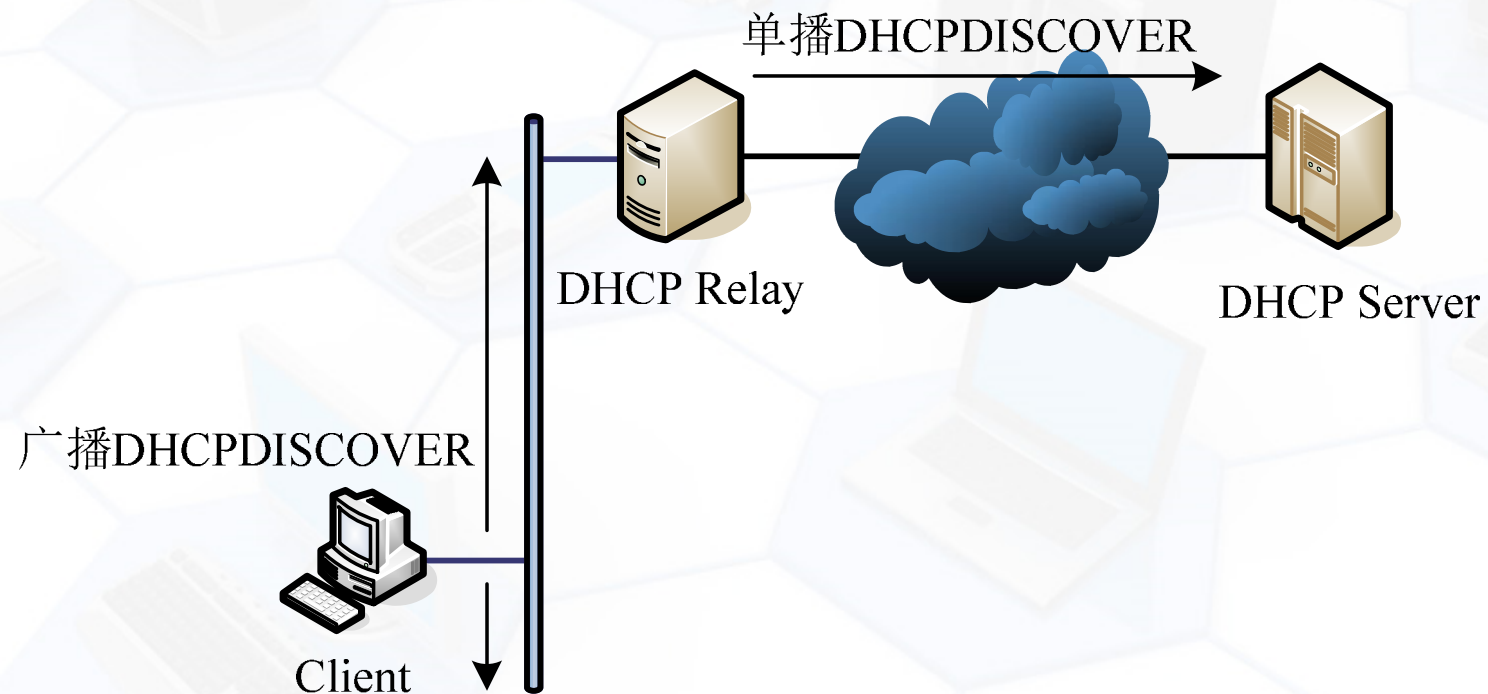 单播DHCPDISCOVER
DHCP Relay
DHCP Server
广播DHCPDISCOVER
Client